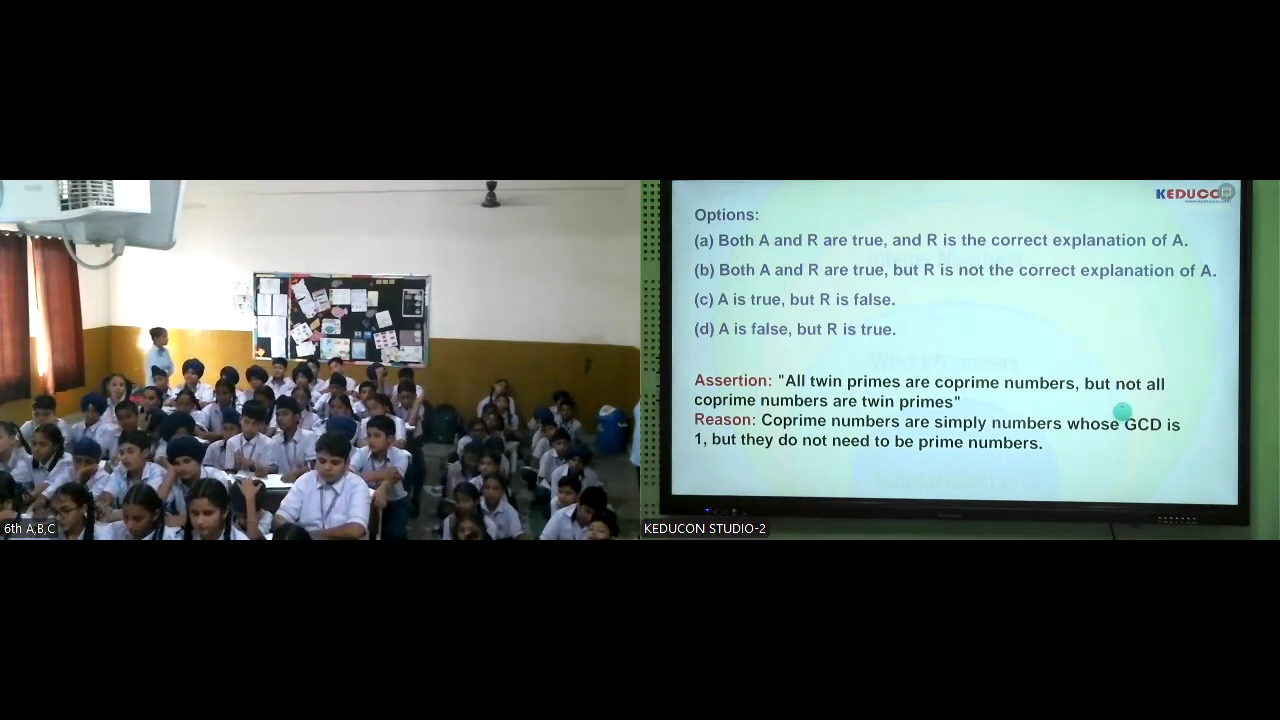 KEDUCO
Options:
(a) Both A and R are true, and R is the correct explanation of A.
(b) Both A and R are true, but R is not the correct explanation of A.
(c) A is true, but R is false.
(d) A is false, but R is true.
Assertion: "All twin primes are coprime numbers, but not all
coprime numbers are twin primes"
Reason: Coprime numbers are simply numbers whose GCD is
1, but they do not need to be prime numbers.
6th A,B,C
KEDUCON STUDIO-2